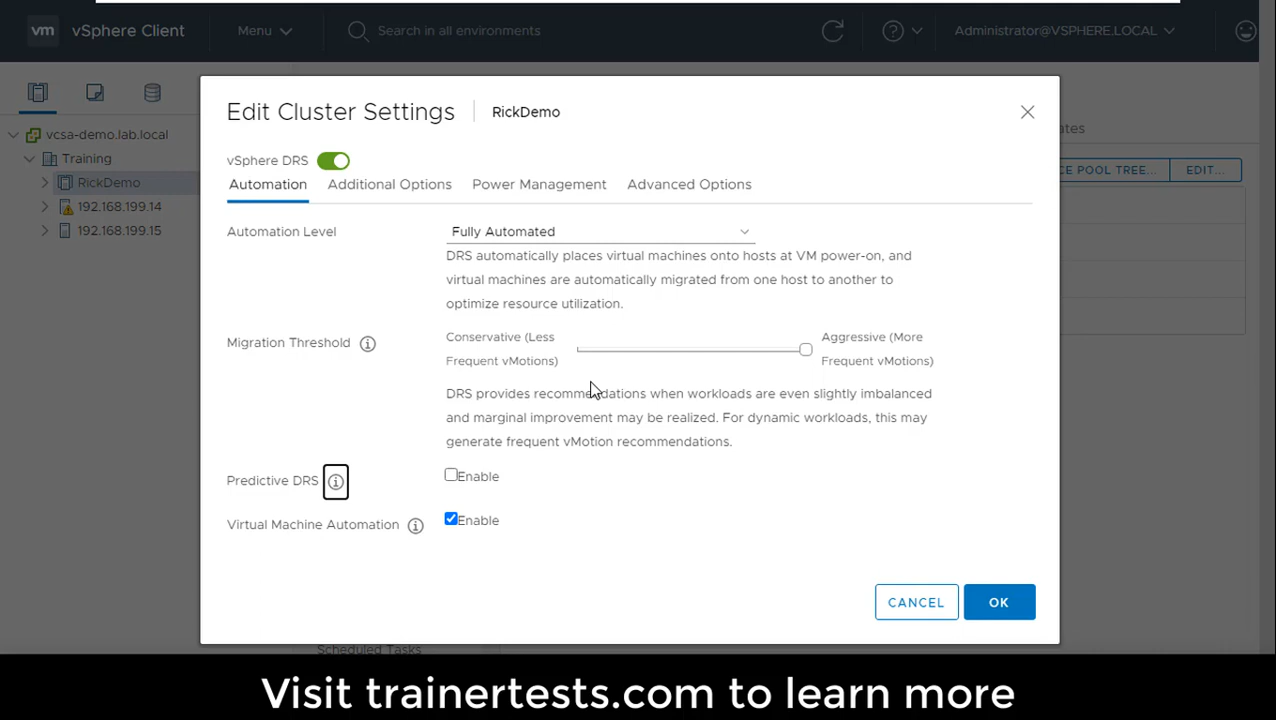 vm vSphere Client Menu Search in all environments Administrator@VSPHERE.LOCAL
Edit Cluster Settings RickDemo
vcsa-demo.lab.local
Training
RickDemo
192.168.199.14
192.168.199.15
vSphere DRS
Automation Additional Options Power Management Advanced Options
Automation Level Fully Automated
DRS automatically places virtual machines onto hosts at VM power-on, and
virtual machines are automatically migrated from one host to another to
optimize resource utilization.
Migration Threshold
Conservative (Less
Frequent vMotions)
Aggressive (More
Frequent vMotions)
DRS provides recommendations when workloads are even slightly imbalanced
and marginal improvement may be realized. For dynamic workloads, this may
generate frequent vMotion recommendations.
Predictive DRS Enable
Virtual Machine Automation Enable
CANCEL OK
ates
CE POOL TREE... EDIT...
Scheduled Tasks
Visit trainertests.com to learn more